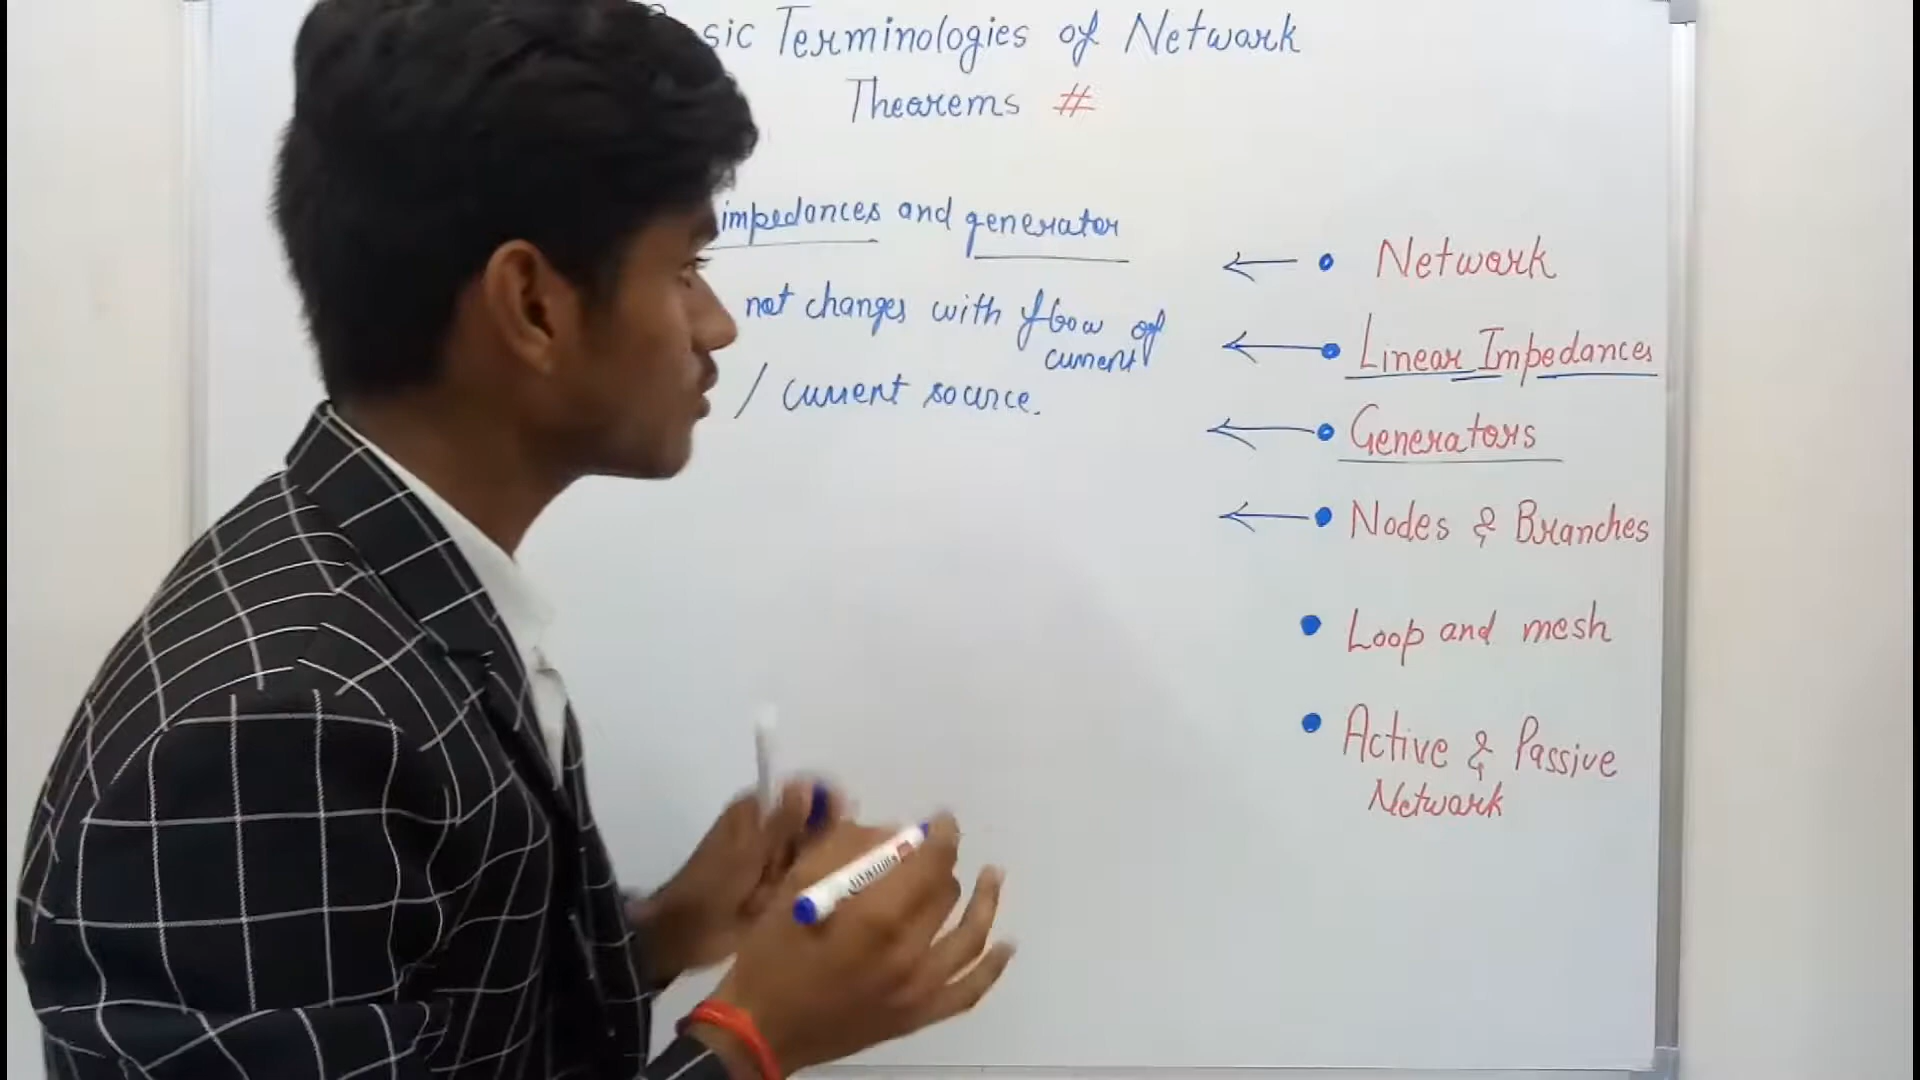 sic Terminologies of Network
Theorems #
impedances and generator
not changes with flow of
current
/ current source.
Network
Linear Impedances
Generators
Nodes & Branches
Loop and mesh
Active & Passive
Network